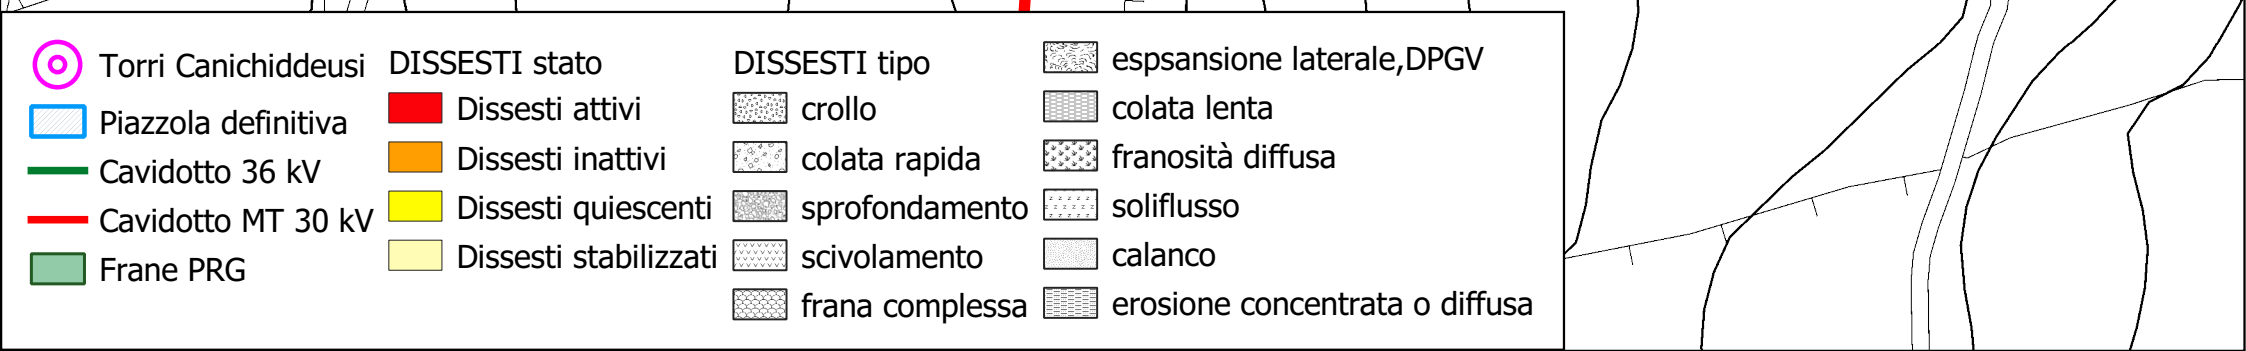 Torri Canichiddeusi
Piazzola definitiva
Cavidotto 36 kV
Cavidotto MT 30 kV
Frane PRG
DISSESTI stato
Dissesti attivi
Dissesti inattivi
Dissesti quiescenti
Dissesti stabilizzati
DISSESTI tipo
crollo
colata rapida
sprofondamento
scivolamento
frana complessa
espsansione laterale,DPGV
colata lenta
franosità diffusa
soliflusso
calanco
erosione concentrata o diffusa